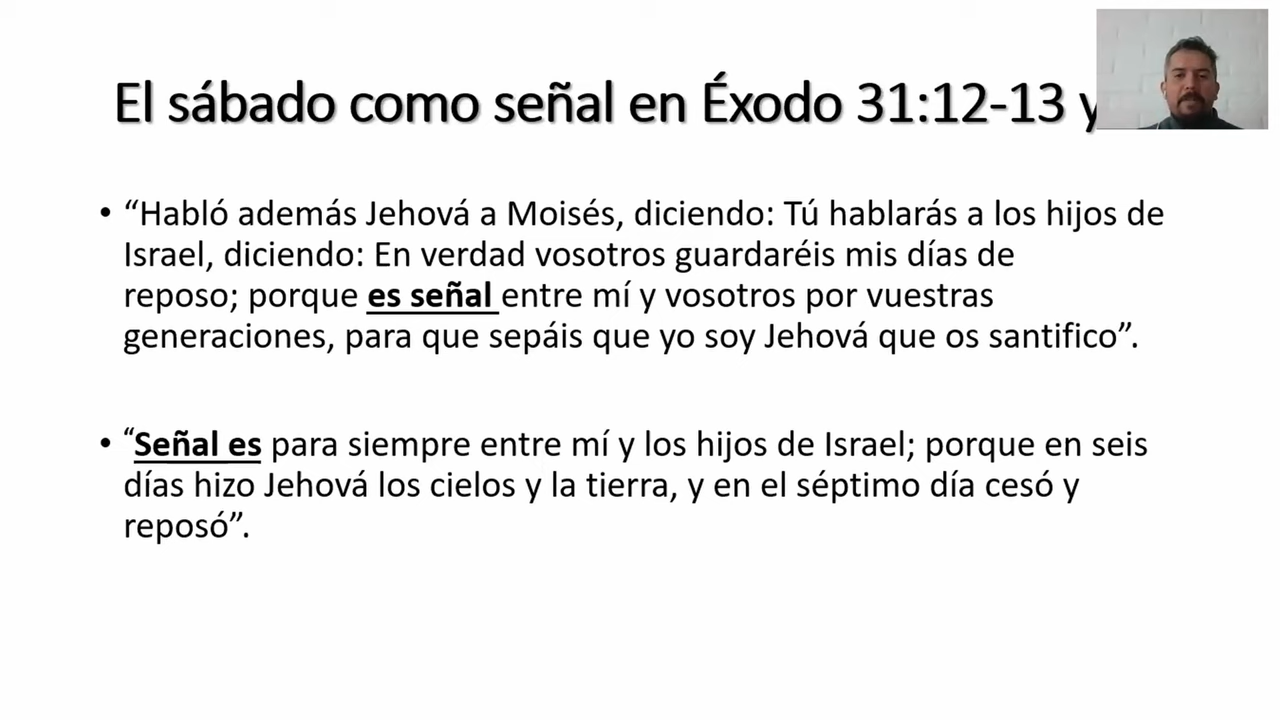 El sábado como señal en Éxodo 31:12-13 y
• “Habló además Jehová a Moisés, diciendo: Tú hablarás a los hijos de
Israel, diciendo: En verdad vosotros guardaréis mis días de
reposo; porque es señal entre mí y vosotros por vuestras
generaciones, para que sepáis que yo soy Jehová que os santifico”.
• “Señal es para siempre entre mí y los hijos de Israel; porque en seis
días hizo Jehová los cielos y la tierra, y en el séptimo día cesó y
reposó”.